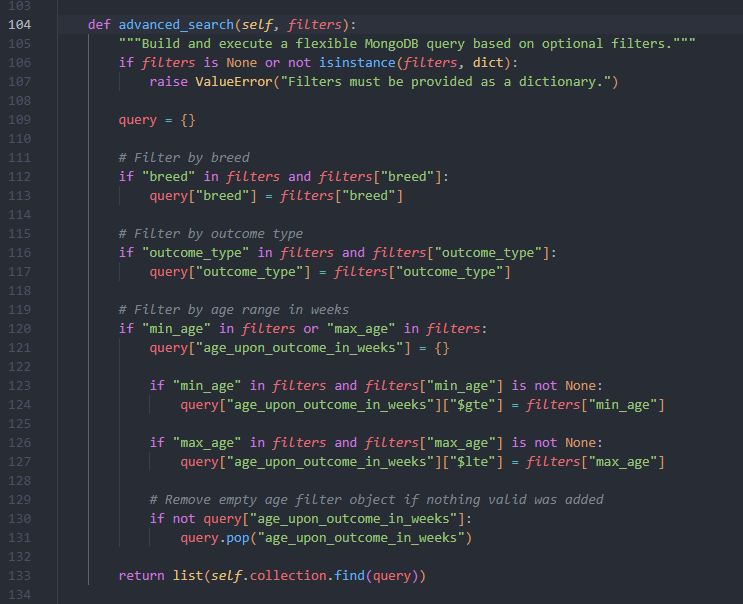 103
104 def advanced_search(self, filters):
105 """Build and execute a flexible MongoDB query based on optional filters."""
106 if filters is None or not isinstance(filters, dict):
107 raise ValueError("Filters must be provided as a dictionary.")
108
109 query = {}
110
111 # Filter by breed
112 if "breed" in filters and filters["breed"]:
113 query["breed"] = filters["breed"]
114
115 # Filter by outcome type
116 if "outcome_type" in filters and filters["outcome_type"]:
117 query["outcome_type"] = filters["outcome_type"]
118
119 # Filter by age range in weeks
120 if "min_age" in filters or "max_age" in filters:
121 query["age_upon_outcome_in_weeks"] = {}
122
123 if "min_age" in filters and filters["min_age"] is not None:
124 query["age_upon_outcome_in_weeks"]["$gte"] = filters["min_age"]
125
126 if "max_age" in filters and filters["max_age"] is not None:
127 query["age_upon_outcome_in_weeks"]["$lte"] = filters["max_age"]
128
129 # Remove empty age filter object if nothing valid was added
130 if not query["age_upon_outcome_in_weeks"]:
131 query.pop("age_upon_outcome_in_weeks")
132
133 return list(self.collection.find(query))
134